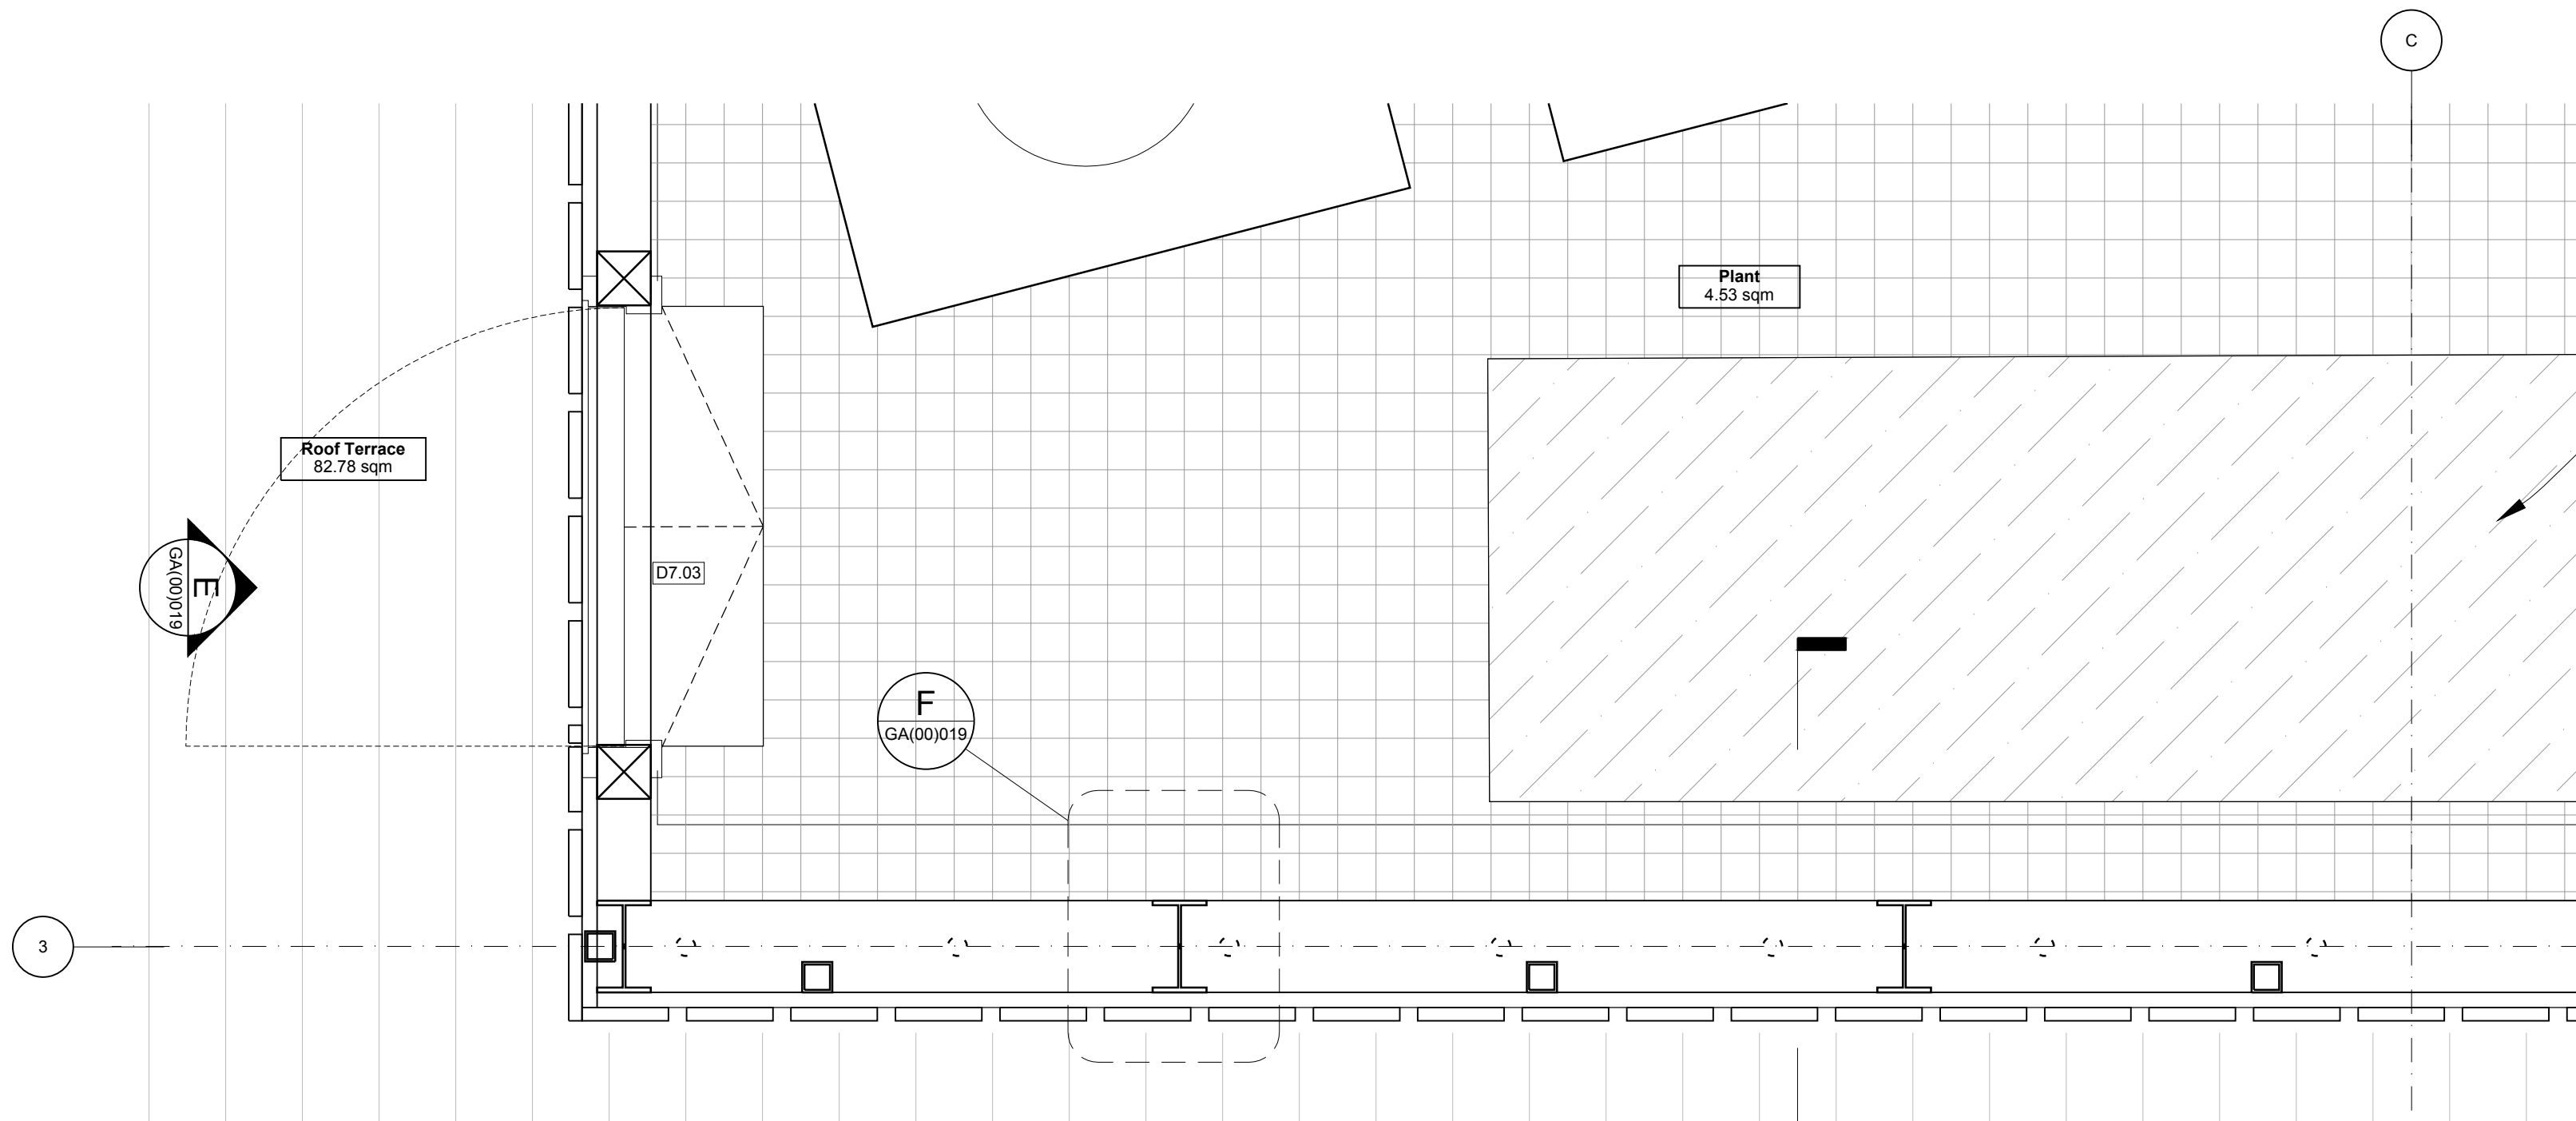 C
Plant
4.53 sqm
Roof Terrace
82.78 sqm
E
GA(00)019
D7.03
F
GA(00)019
3